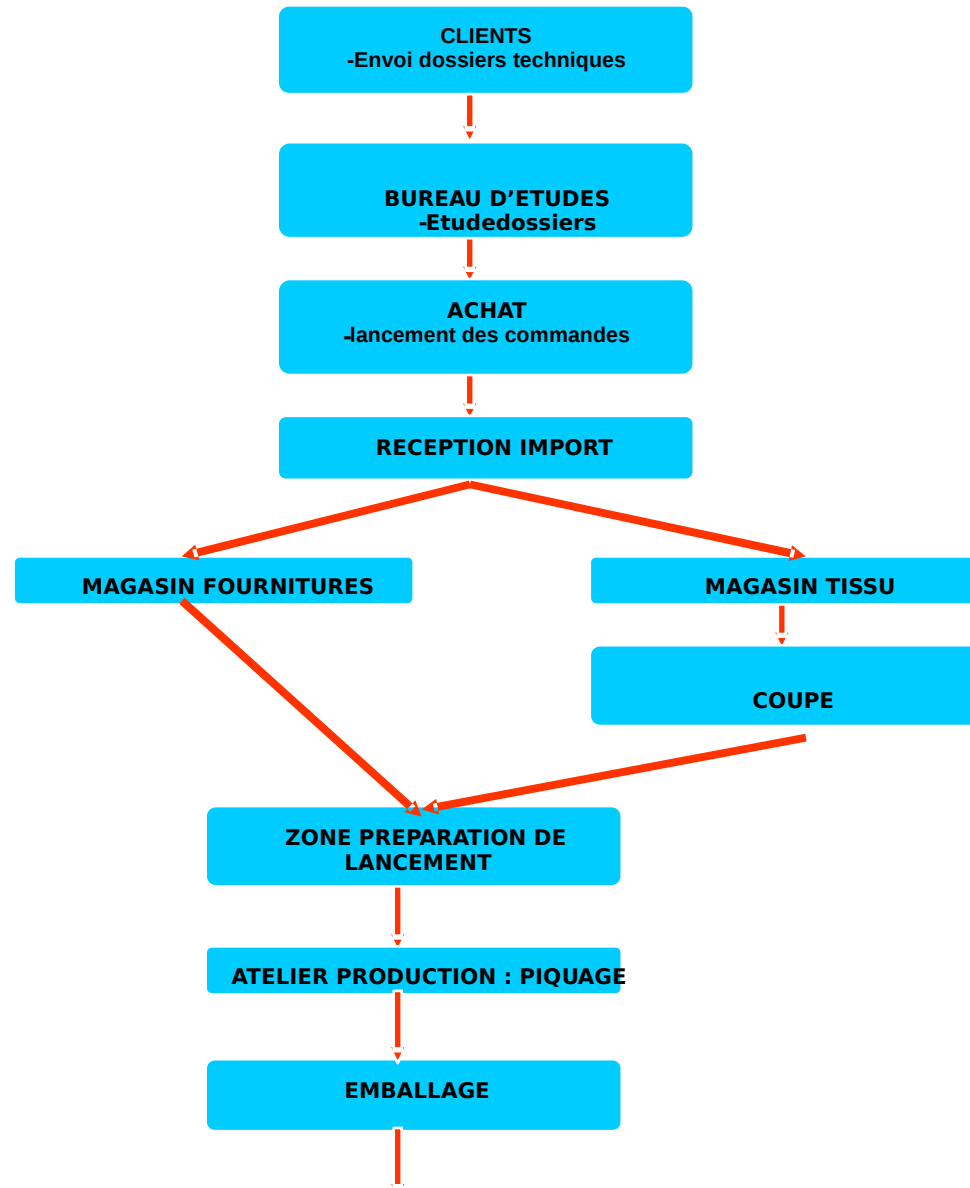 CLIENTS
-Envoi dossiers techniques
BUREAU D’ETUDES
-Etudedossiers
ACHAT
-lancement des commandes
RECEPTION IMPORT
MAGASIN FOURNITURES
MAGASIN TISSU
COUPE
ZONE PREPARATION DE
LANCEMENT
ATELIER PRODUCTION : PIQUAGE
EMBALLAGE